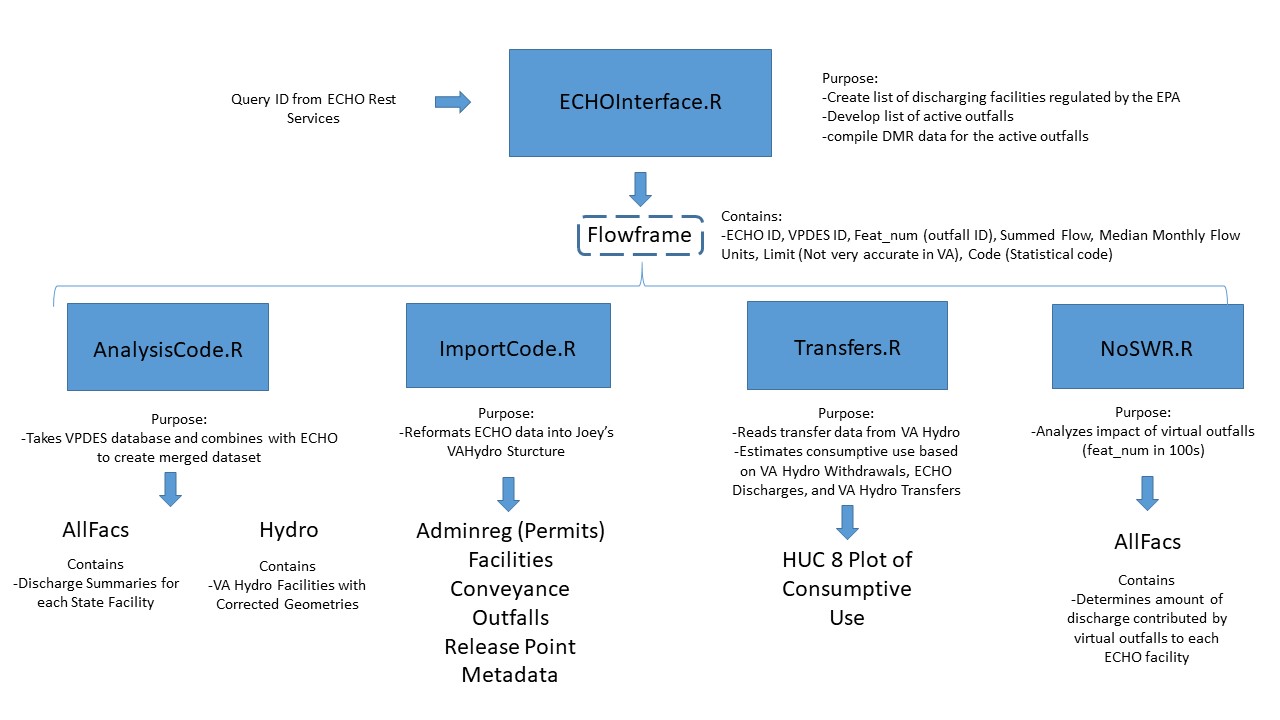 Query ID from ECHO Rest
Services
ECHOInterface.R
Purpose:
-Create list of discharging facilities regulated by the EPA
-Develop list of active outfalls
-compile DMR data for the active outfalls
Flowframe
Contains:
-ECHO ID, VPDES ID, Feat_num (outfall ID), Summed Flow, Median Monthly Flow
Units, Limit (Not very accurate in VA), Code (Statistical code)
AnalysisCode.R
Purpose:
-Takes VPDES database and combines with ECHO
to create merged dataset
AllFacs
Contains
-Discharge Summaries for
each State Facility
Hydro
Contains
-VA Hydro Facilities with
Corrected Geometries
ImportCode.R
Purpose:
-Reformats ECHO data into Joey’s
VAHydro Sturcture
Adminreg (Permits)
Facilities
Conveyance
Outfalls
Release Point
Metadata
Transfers.R
Purpose:
-Reads transfer data from VA Hydro
-Estimates consumptive use based
on VA Hydro Withdrawals, ECHO
Discharges, and VA Hydro Transfers
HUC 8 Plot of
Consumptive
Use
NoSWR.R
Purpose:
-Analyzes impact of virtual outfalls
(feat_num in 100s)
AllFacs
Contains
-Determines amount of
discharge contributed by
virtual outfalls to each
ECHO facility